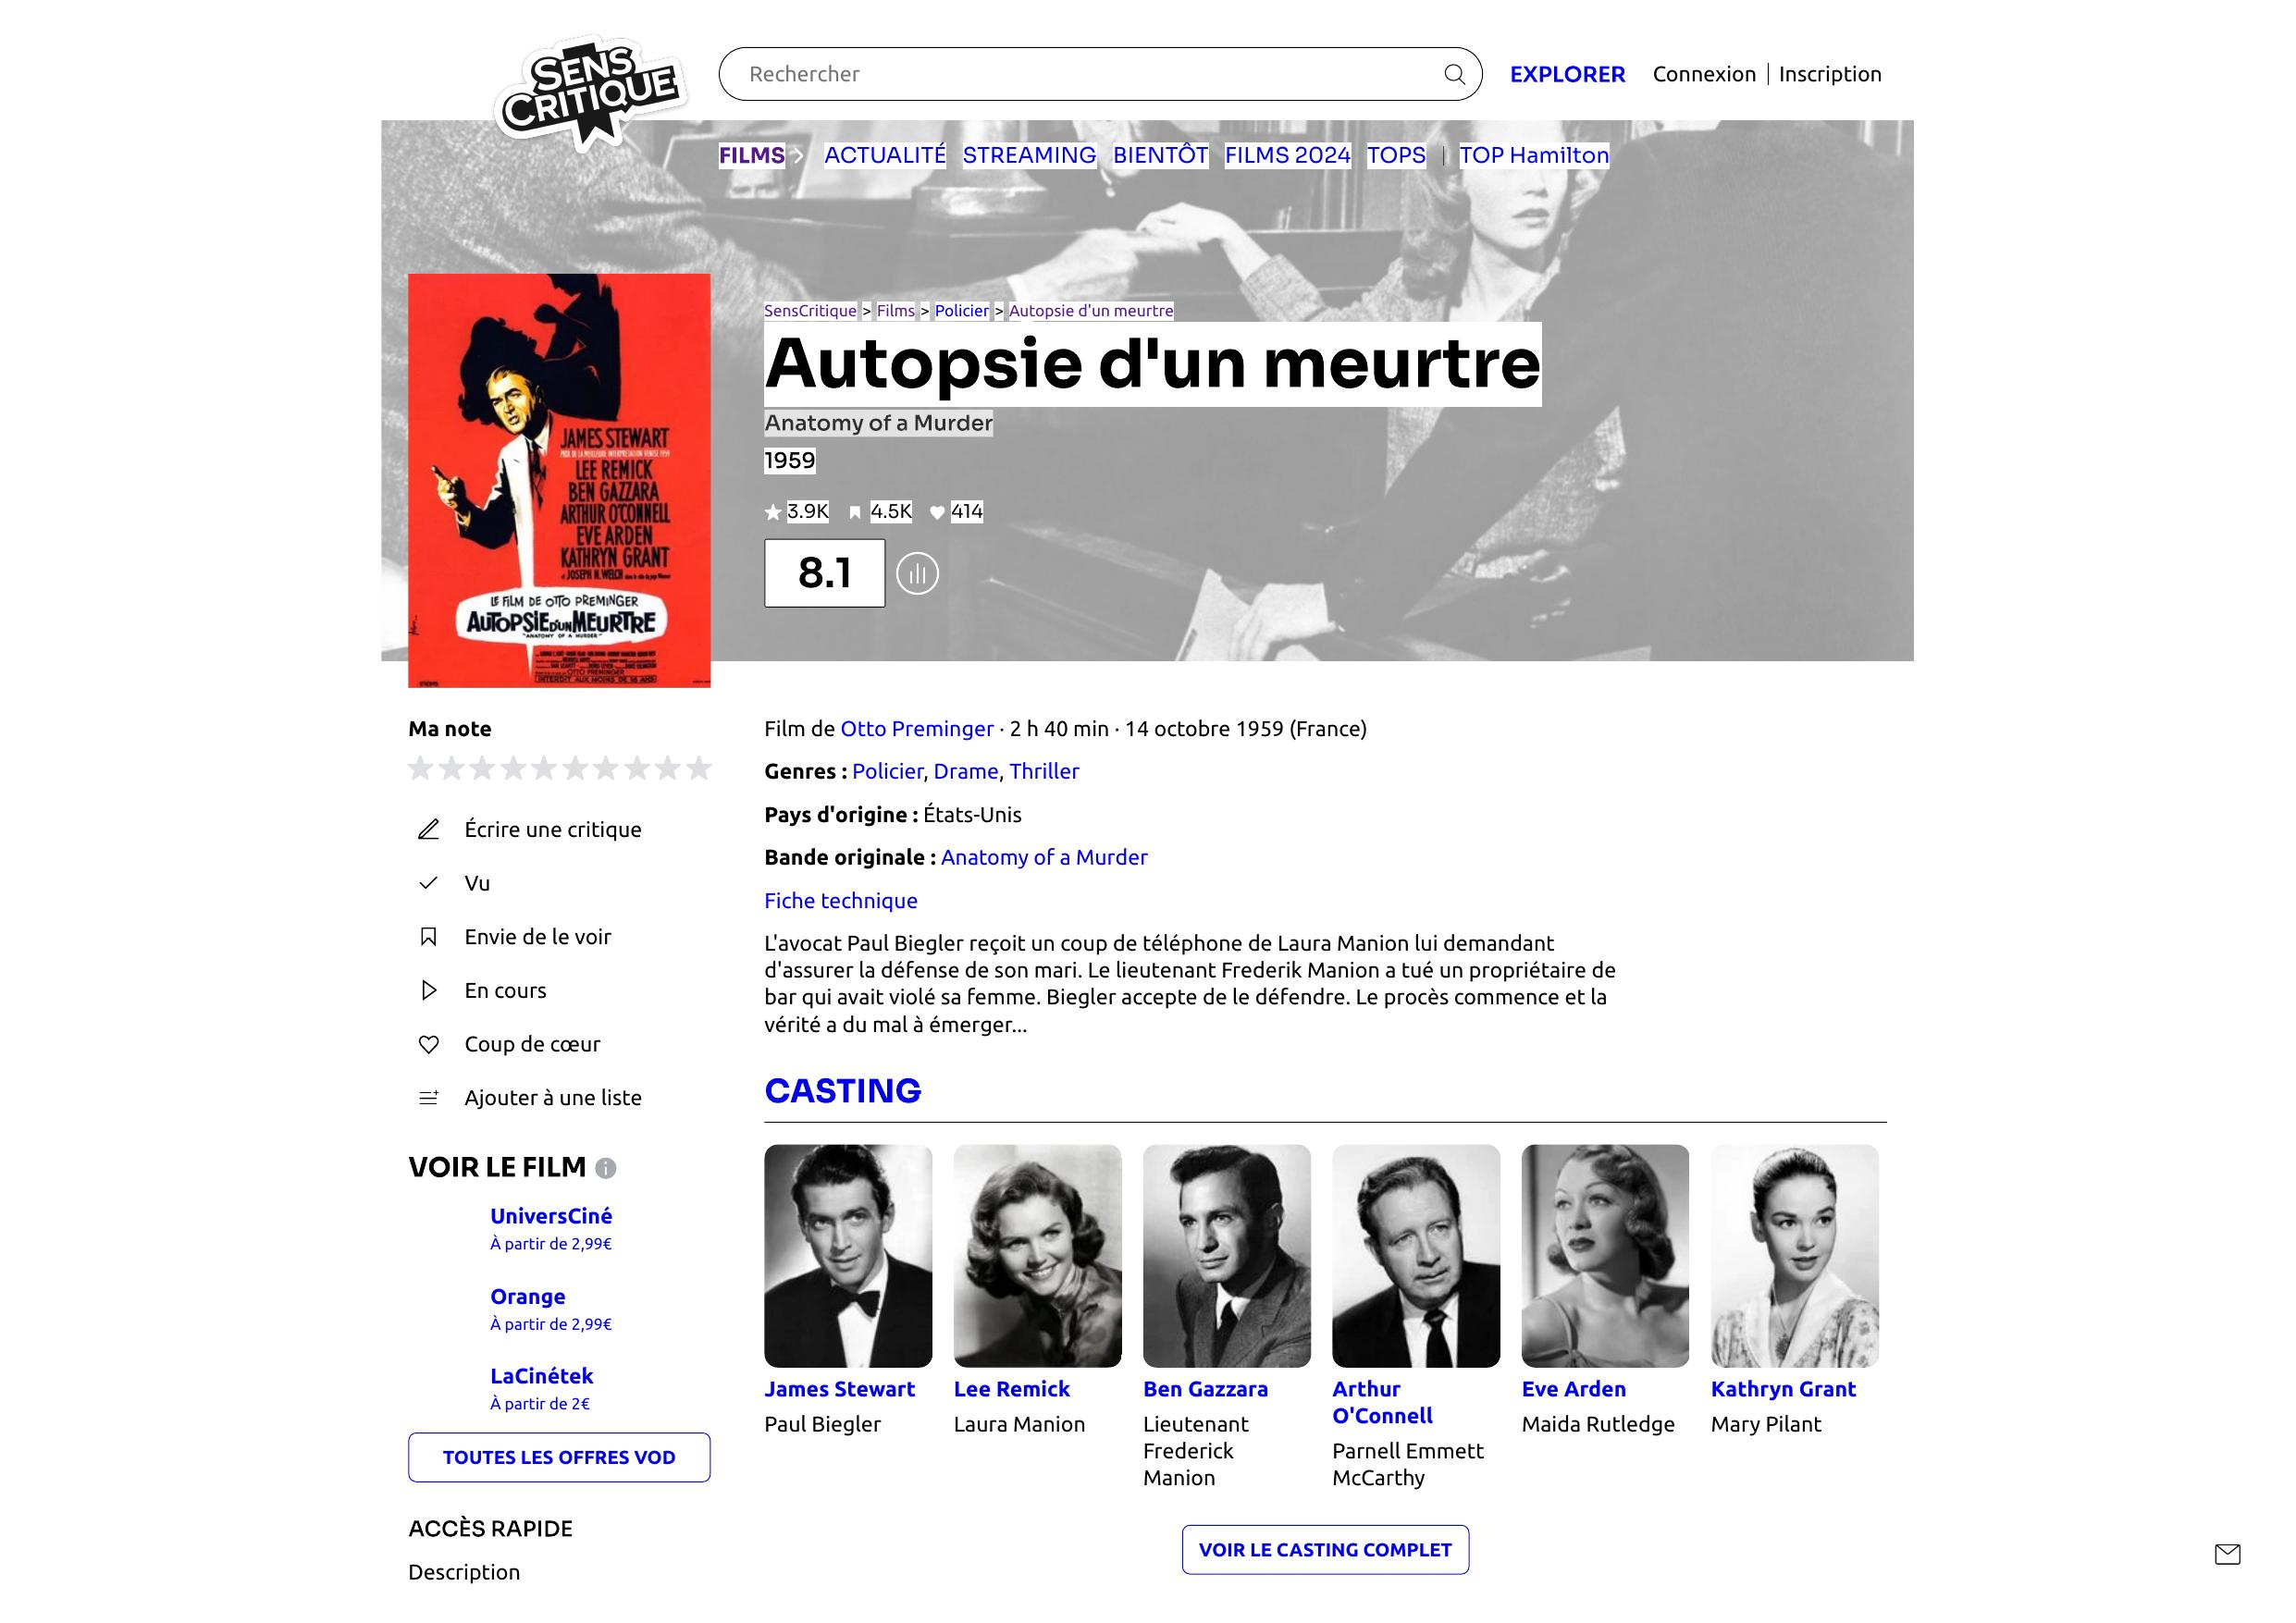 SENS
CRITIQUE
Rechercher
EXPLORER
Connexion
Inscription
FILMS
ACTUALITÉ
STREAMING
BIENTÔT
FILMS 2024
TOPS
TOP Hamilton
JAMES STEWART
LEE REMICK
BEN GAZZARA
ARTHUR O'CONNELL
EVE ARDEN
KATHRYN GRANT
JOSEPH N. WELCH
LE FILM DE OTTO PREMINGER
AUTOPSIE D'UN MEURTRE
"ANATOMY OF A MURDER"
INTERDIT AUX MOINS DE 16 ANS
SensCritique > Films > Policier > Autopsie d'un meurtre
Autopsie d'un meurtre
Anatomy of a Murder
1959
3.9K 4.5K 414
8.1
Ma note
Écrire une critique
Vu
Envie de le voir
En cours
Coup de cœur
Ajouter à une liste
VOIR LE FILM
UniversCiné
À partir de 2,99€
Orange
À partir de 2,99€
LaCinétek
À partir de 2€
TOUTES LES OFFRES VOD
ACCÈS RAPIDE
Description
Film de Otto Preminger · 2 h 40 min · 14 octobre 1959 (France)
Genres : Policier, Drame, Thriller
Pays d'origine : États-Unis
Bande originale : Anatomy of a Murder
Fiche technique
L'avocat Paul Biegler reçoit un coup de téléphone de Laura Manion lui demandant
d'assurer la défense de son mari. Le lieutenant Frederik Manion a tué un propriétaire de
bar qui avait violé sa femme. Biegler accepte de le défendre. Le procès commence et la
vérité a du mal à émerger...
CASTING
James Stewart
Paul Biegler
Lee Remick
Laura Manion
Ben Gazzara
Lieutenant
Frederick
Manion
Arthur
O'Connell
Parnell Emmett
McCarthy
Eve Arden
Maida Rutledge
Kathryn Grant
Mary Pilant
VOIR LE CASTING COMPLET